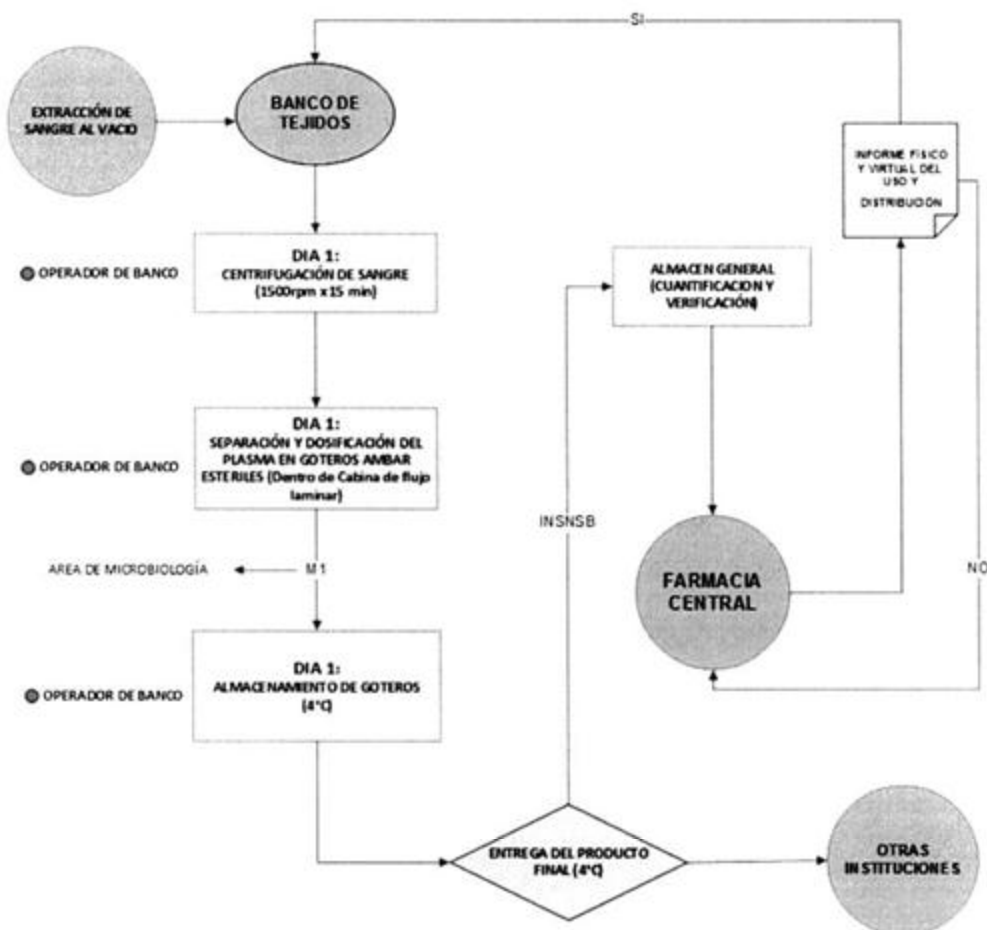 SI
EXTRACCIÓN DE
SANGRE AL VACIO
BANCO DE
TEJIDOS
INFORME FÍSICO
Y VIRTUAL DEL
USO Y
DISTRIBUCIÓN
OPERADOR DE BANCO
DIA 1:
CENTRIFUGACIÓN DE SANGRE
(1500rpm x 15 min)
ALMACEN GENERAL
(CUANTIFICACION Y
VERIFICACIÓN)
OPERADOR DE BANCO
DIA 1:
SEPARACIÓN Y DOSIFICACIÓN DEL
PLASMA EN GOTEROS AMBAR
ESTERILES (Dentro de Cabina de flujo
laminar)
INSNSB
AREA DE MICROBIOLOGÍA
M1
FARMACIA
CENTRAL
NO
OPERADOR DE BANCO
DIA 1:
ALMACENAMIENTO DE GOTEROS
(4°C)
ENTREGA DEL PRODUCTO
FINAL (4°C)
OTRAS
INSTITUCIONES